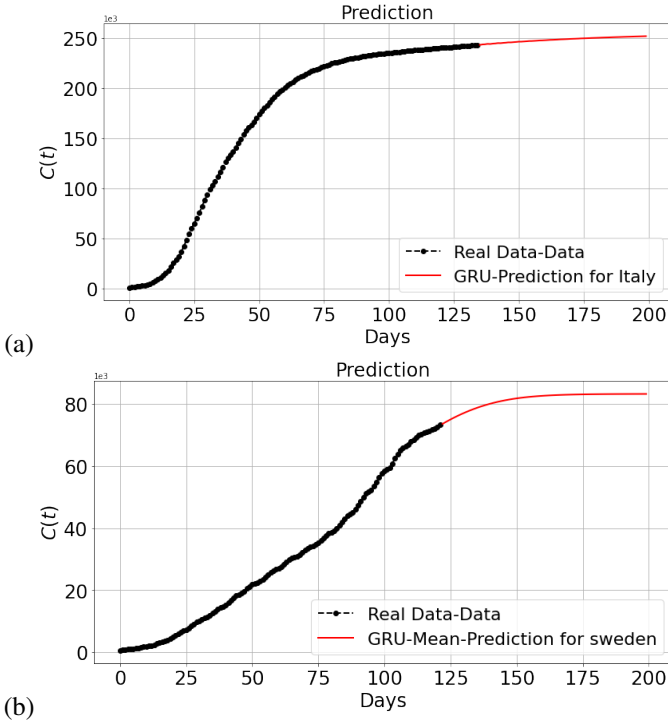 Prediction
1e3
250
200
150
100
50
0
C(t)
Real Data-Data
GRU-Prediction for Italy
0 25 50 75 100 125 150 175 200
Days
(a)
Prediction
1e3
80
60
40
20
0
C(t)
Real Data-Data
GRU-Mean-Prediction for sweden
0 25 50 75 100 125 150 175 200
Days
(b)